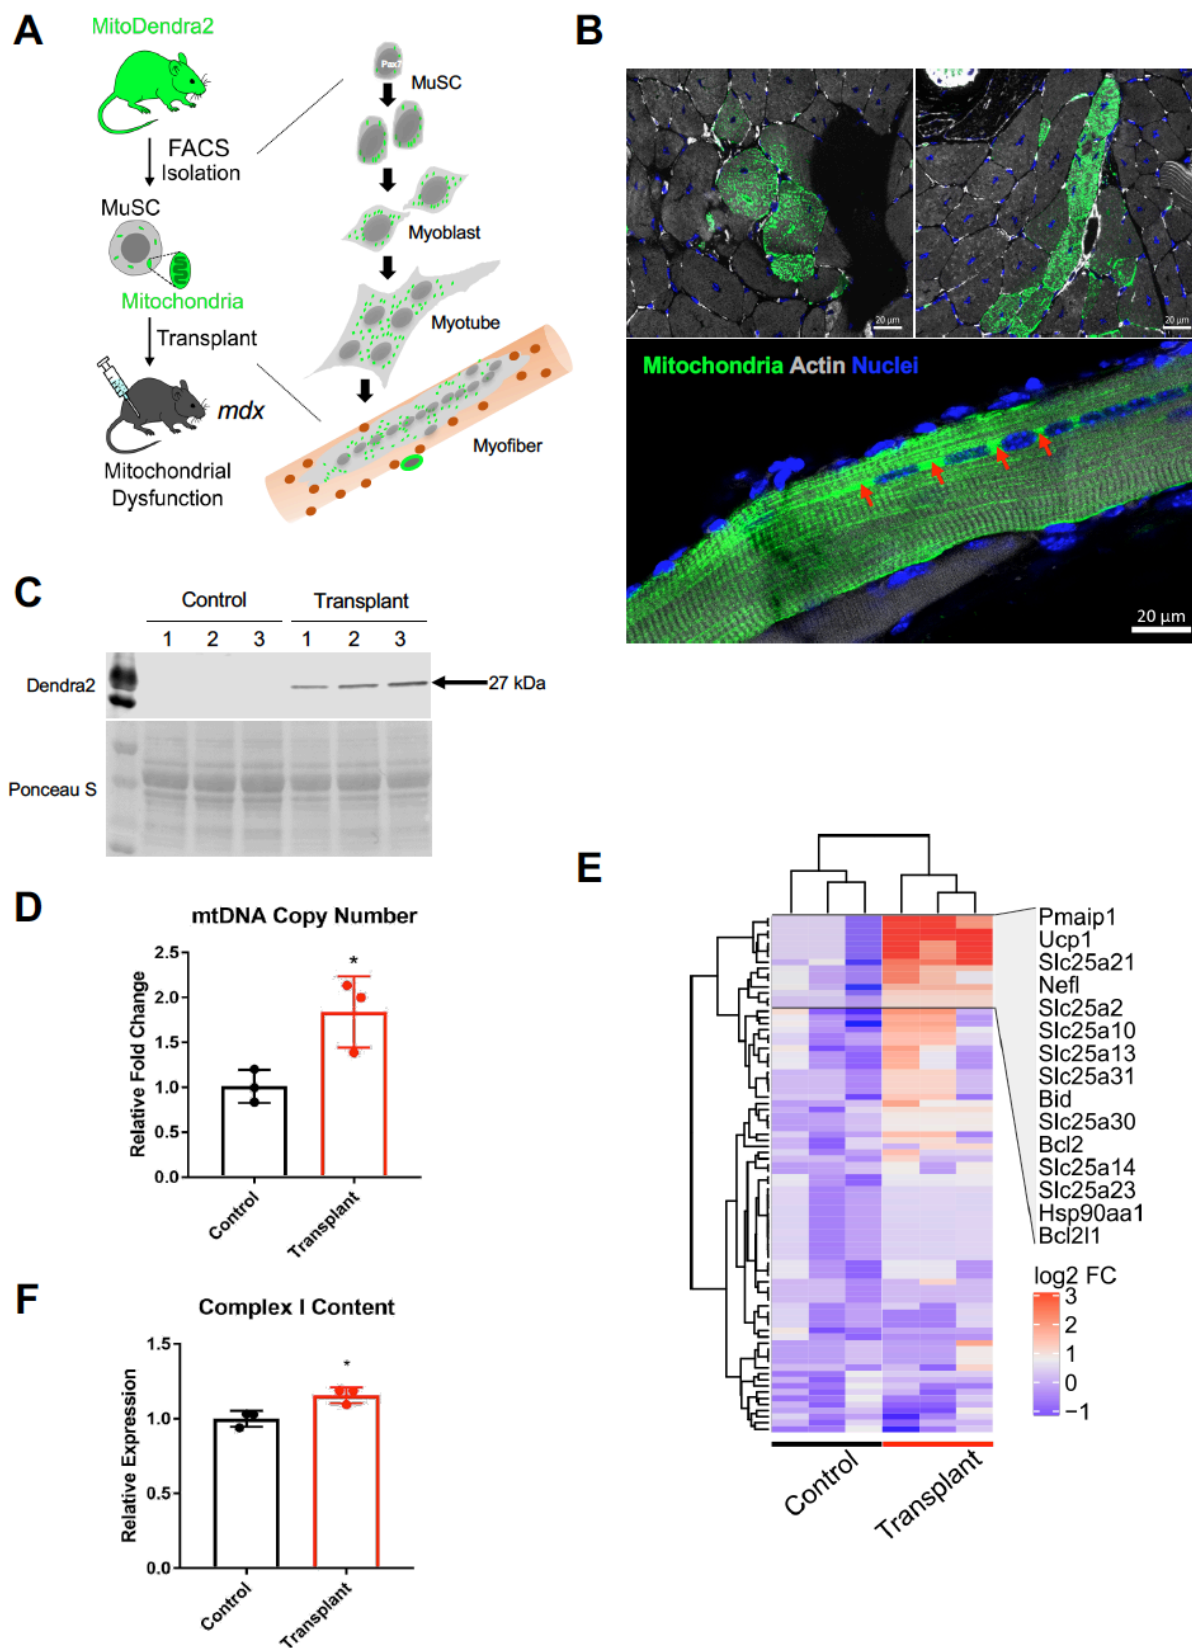 A
MitoDendra2
FACS
Isolation
MuSC
Mitochondria
Transplant
mdx
Mitochondrial
Dysfunction
Pax7
MuSC
Myoblast
Myotube
Myofiber
B
20 μm
20 μm
Mitochondria Actin Nuclei
20 μm
C
Control Transplant
1 2 3 1 2 3
Dendra2
27 kDa
Ponceau S
D
mtDNA Copy Number
Relative Fold Change
2.5
2.0
1.5
1.0
0.5
0.0
*
Control
Transplant
E
Pmaip1
Ucp1
Slc25a21
Nefl
Slc25a2
Slc25a10
Slc25a13
Slc25a31
Bid
Slc25a30
Bcl2
Slc25a14
Slc25a23
Hsp90aa1
Bcl2l1
log2 FC
3
2
1
0
−1
Control
Transplant
F
Complex I Content
Relative Expression
1.5
1.0
0.5
0.0
*
Control
Transplant